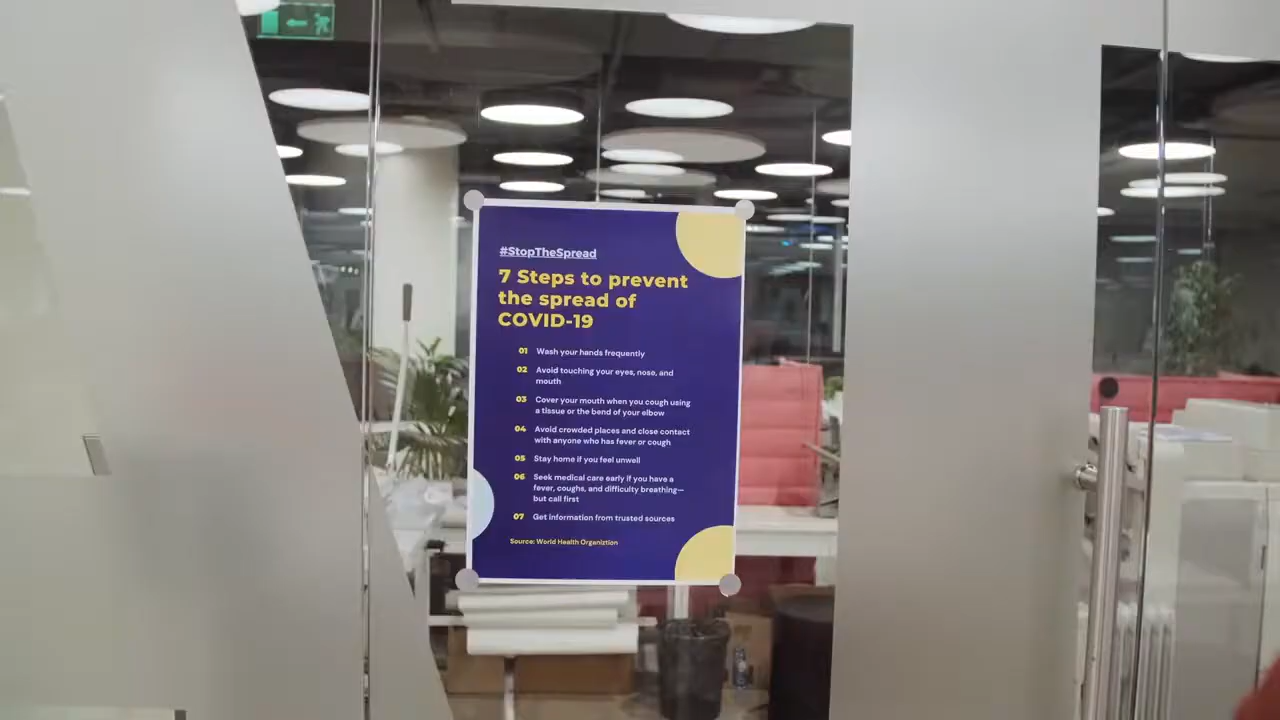 #StopTheSpread
7 Steps to prevent
the spread of
COVID-19
01 Wash your hands frequently
02 Avoid touching your eyes, nose, and
mouth
03 Cover your mouth when you cough using
a tissue or the bend of your elbow
04 Avoid crowded places and close contact
with anyone who has fever or cough
05 Stay home if you feel unwell
06 Seek medical care early if you have a
fever, coughs, and difficulty breathing—
but call first
07 Get information from trusted sources
Source: World Health Organiztion